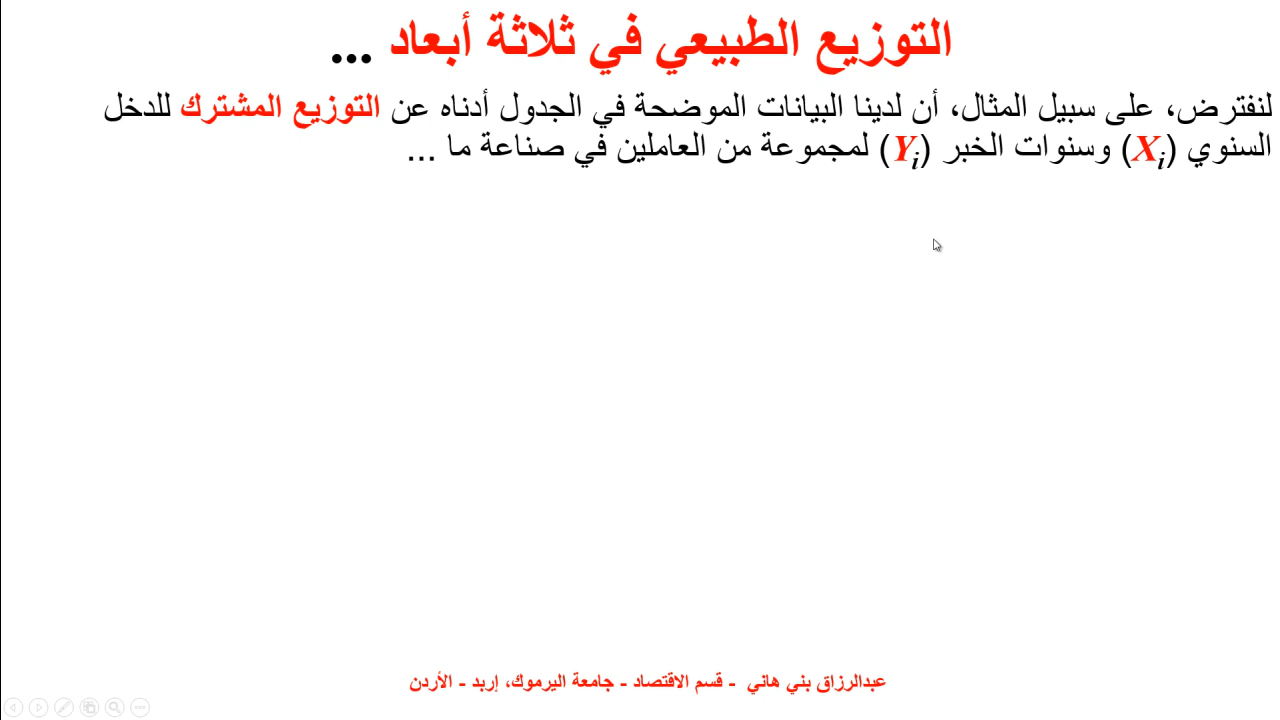 التوزيع الطبيعي في ثلاثة أبعاد ...
لنفترض، على سبيل المثال، أن لدينا البيانات الموضحة في الجدول أدناه عن التوزيع المشترك للدخل
السنوي (Xi) وسنوات الخبر (Yi) لمجموعة من العاملين في صناعة ما ...
عبدالرزاق بني هاني - قسم الاقتصاد - جامعة اليرموك، إربد - الأردن